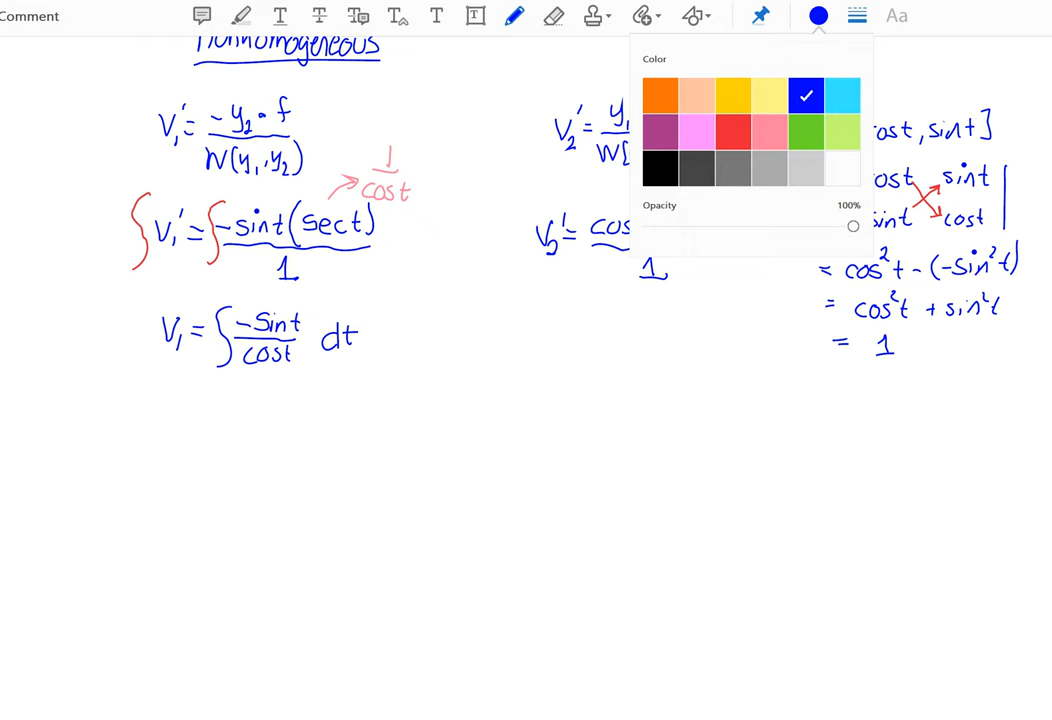 Comment
Aa
Nonhomogeneous
Color
Opacity 100%
V₁' = -y₂ · f / W(y₁, y₂)
1 / cost
∫ V₁' = ∫ -sint(sect) / 1
V₁ = ∫ -sint / cost dt
V₂' = y₁
W[
V₂' = cos
1
cost, sint]
cost sint
sint cost
= cos²t - (-sin²t)
= cos²t + sin²t
= 1